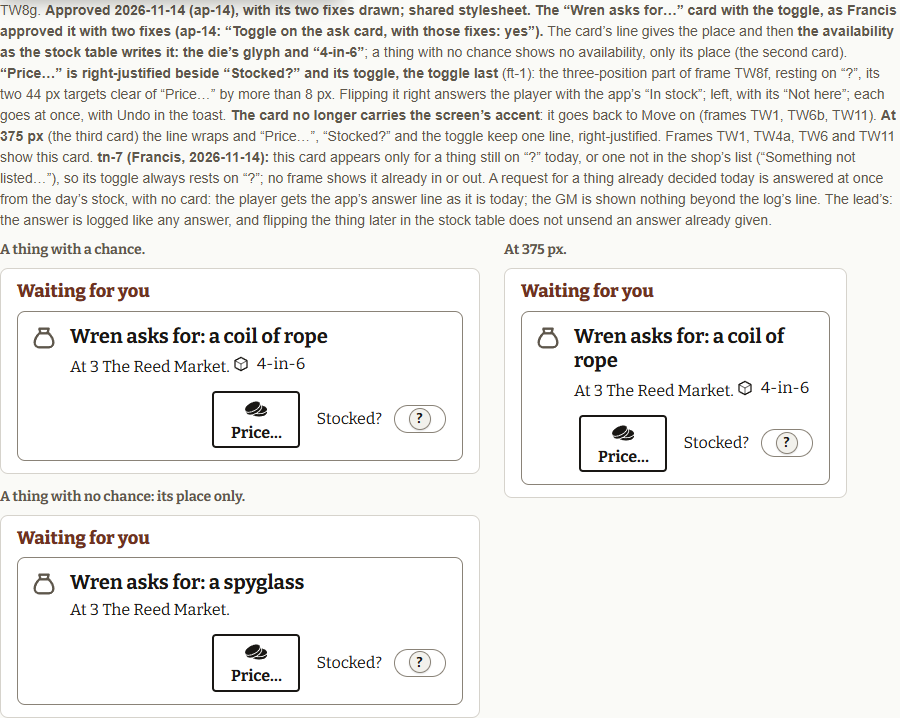 TW8g. Approved 2026-11-14 (ap-14), with its two fixes drawn; shared stylesheet. The “Wren asks for…” card with the toggle, as Francis
approved it with two fixes (ap-14: “Toggle on the ask card, with those fixes: yes”). The card’s line gives the place and then the availability
as the stock table writes it: the die’s glyph and “4-in-6”; a thing with no chance shows no availability, only its place (the second card).
“Price…” is right-justified beside “Stocked?” and its toggle, the toggle last (ft-1): the three-position part of frame TW8f, resting on “?”, its
two 44 px targets clear of “Price…” by more than 8 px. Flipping it right answers the player with the app’s “In stock”; left, with its “Not here”; each
goes at once, with Undo in the toast. The card no longer carries the screen’s accent: it goes back to Move on (frames TW1, TW6b, TW11). At
375 px (the third card) the line wraps and “Price…”, “Stocked?” and the toggle keep one line, right-justified. Frames TW1, TW4a, TW6 and TW11
show this card. tn-7 (Francis, 2026-11-14): this card appears only for a thing still on “?” today, or one not in the shop’s list (“Something not
listed…”), so its toggle always rests on “?”; no frame shows it already in or out. A request for a thing already decided today is answered at once
from the day’s stock, with no card: the player gets the app’s answer line as it is today; the GM is shown nothing beyond the log’s line. The lead’s:
the answer is logged like any answer, and flipping the thing later in the stock table does not unsend an answer already given.
A thing with a chance.
Waiting for you
Wren asks for: a coil of rope
At 3 The Reed Market. 4-in-6
Price…
Stocked?
?
At 375 px.
Waiting for you
Wren asks for: a coil of
rope
At 3 The Reed Market. 4-in-6
Price…
Stocked?
?
A thing with no chance: its place only.
Waiting for you
Wren asks for: a spyglass
At 3 The Reed Market.
Price…
Stocked?
?